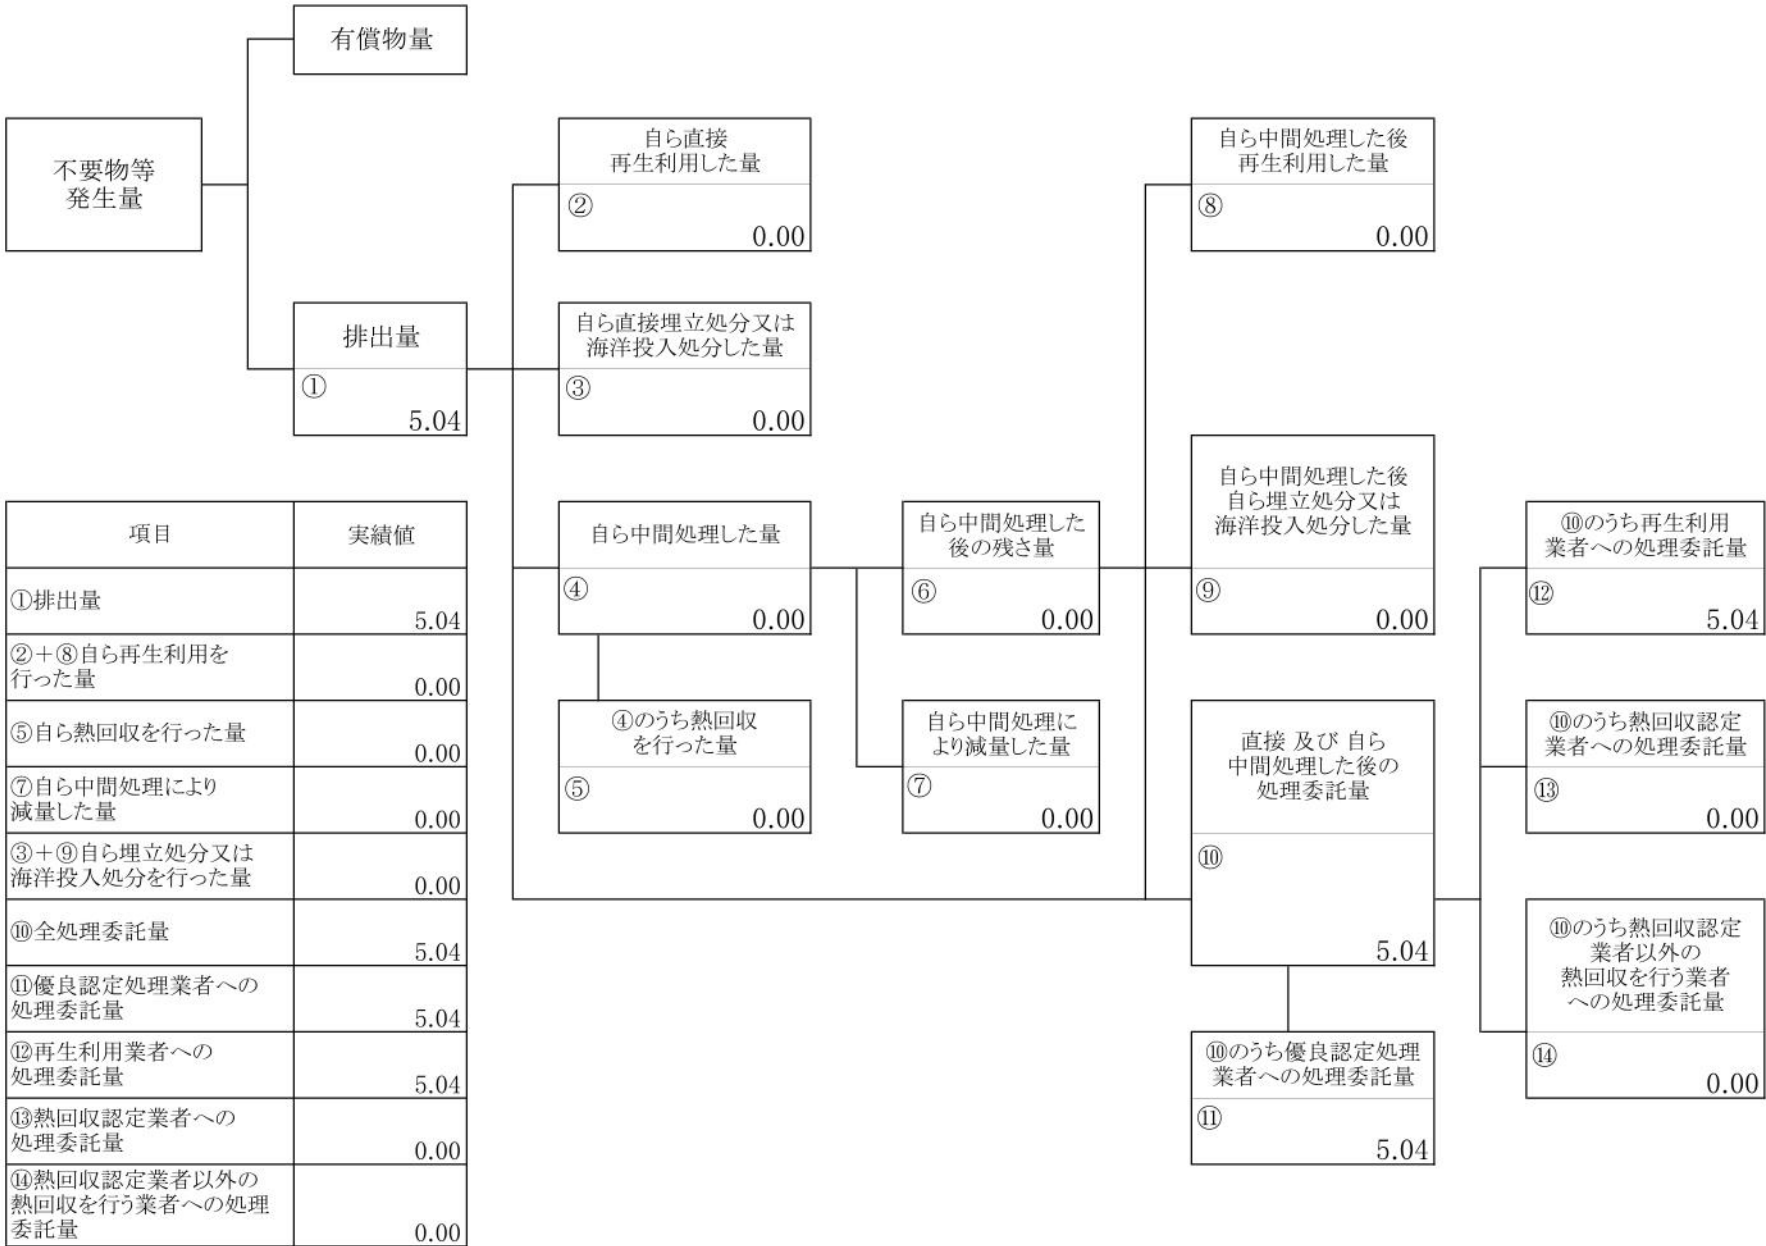 有償物量
不要物等
発生量
自ら直接
再生利用した量
②
0.00
自ら中間処理した後
再生利用した量
⑧
0.00
排出量
①
5.04
自ら直接埋立処分又は
海洋投入処分した量
③
0.00
自ら中間処理した量
④
0.00
自ら中間処理した
後の残さ量
⑥
0.00
自ら中間処理した後
自ら埋立処分又は
海洋投入処分した量
⑨
0.00
⑩のうち再生利用
業者への処理委託量
⑫
5.04
④のうち熱回収
を行った量
⑤
0.00
自ら中間処理に
より減量した量
⑦
0.00
直接 及び 自ら
中間処理した後の
処理委託量
⑩
5.04
⑩のうち熱回収認定
業者への処理委託量
⑬
0.00
⑩のうち熱回収認定
業者以外の
熱回収を行う業者
への処理委託量
⑭
0.00
⑩のうち優良認定処理
業者への処理委託量
⑪
5.04
項目 実績値
①排出量
5.04
②＋⑧自ら再生利用を
行った量
0.00
⑤自ら熱回収を行った量
0.00
⑦自ら中間処理により
減量した量
0.00
③＋⑨自ら埋立処分又は
海洋投入処分を行った量
0.00
⑩全処理委託量
5.04
⑪優良認定処理業者への
処理委託量
5.04
⑫再生利用業者への
処理委託量
5.04
⑬熱回収認定業者への
処理委託量
0.00
⑭熱回収認定業者以外の
熱回収を行う業者への処理
委託量
0.00